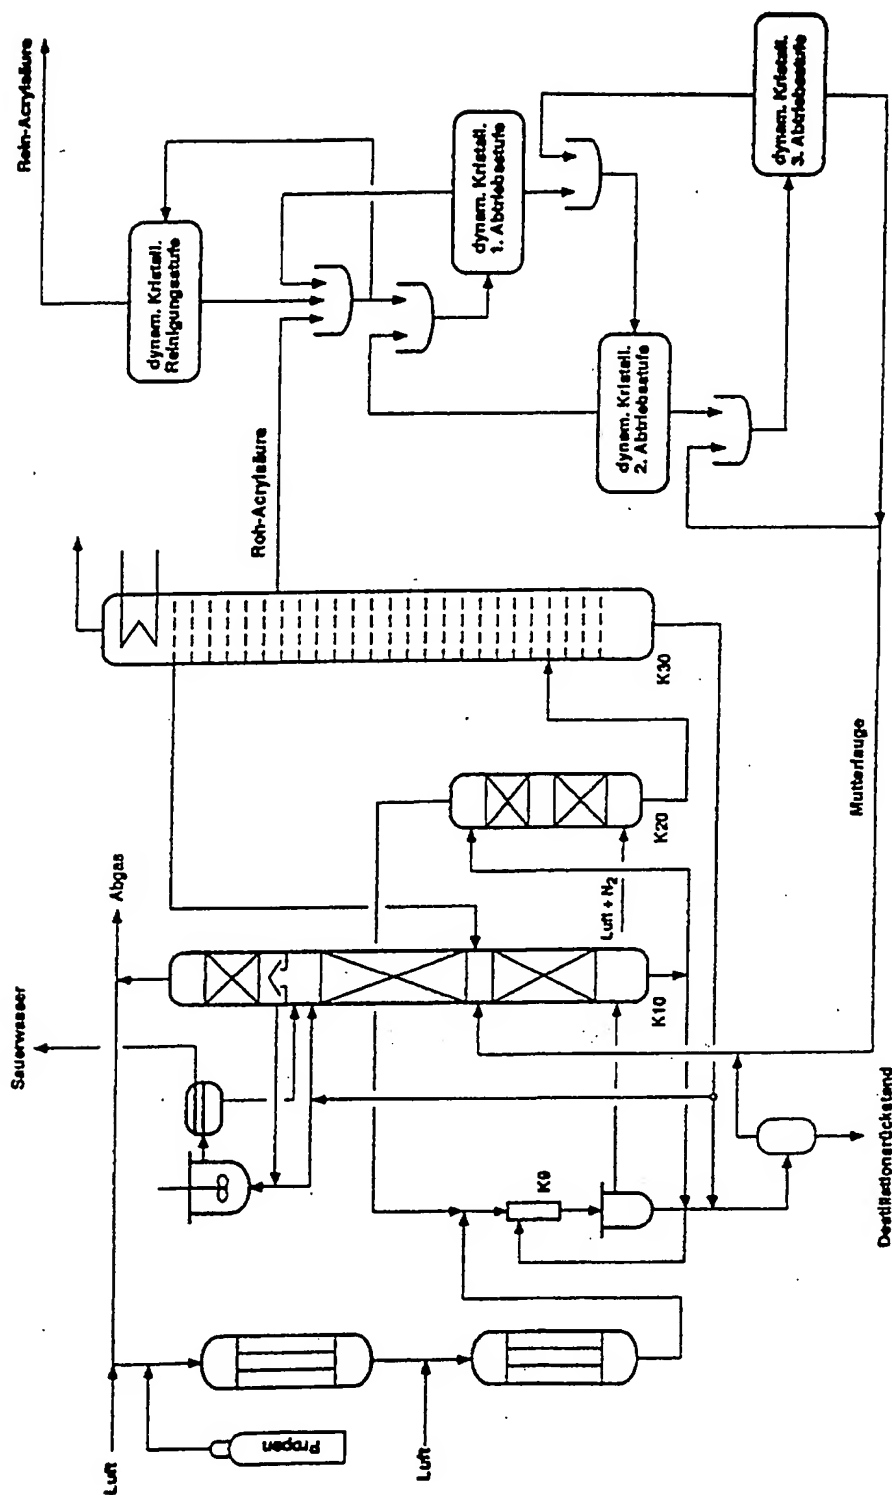 Luft
Propen
Luft
Abgas
Sauerwasser
K9
K10
Luft + N2
K20
K30
Destillationsrückstand
Mutterlauge
Roh-Acrylsäure
Rein-Acrylsäure
dynam. Kristall.
Reinigungsstufe
dynam. Kristall.
1. Abtriebsstufe
dynam. Kristall.
2. Abtriebsstufe
dynam. Kristall.
3. Abtriebsstufe